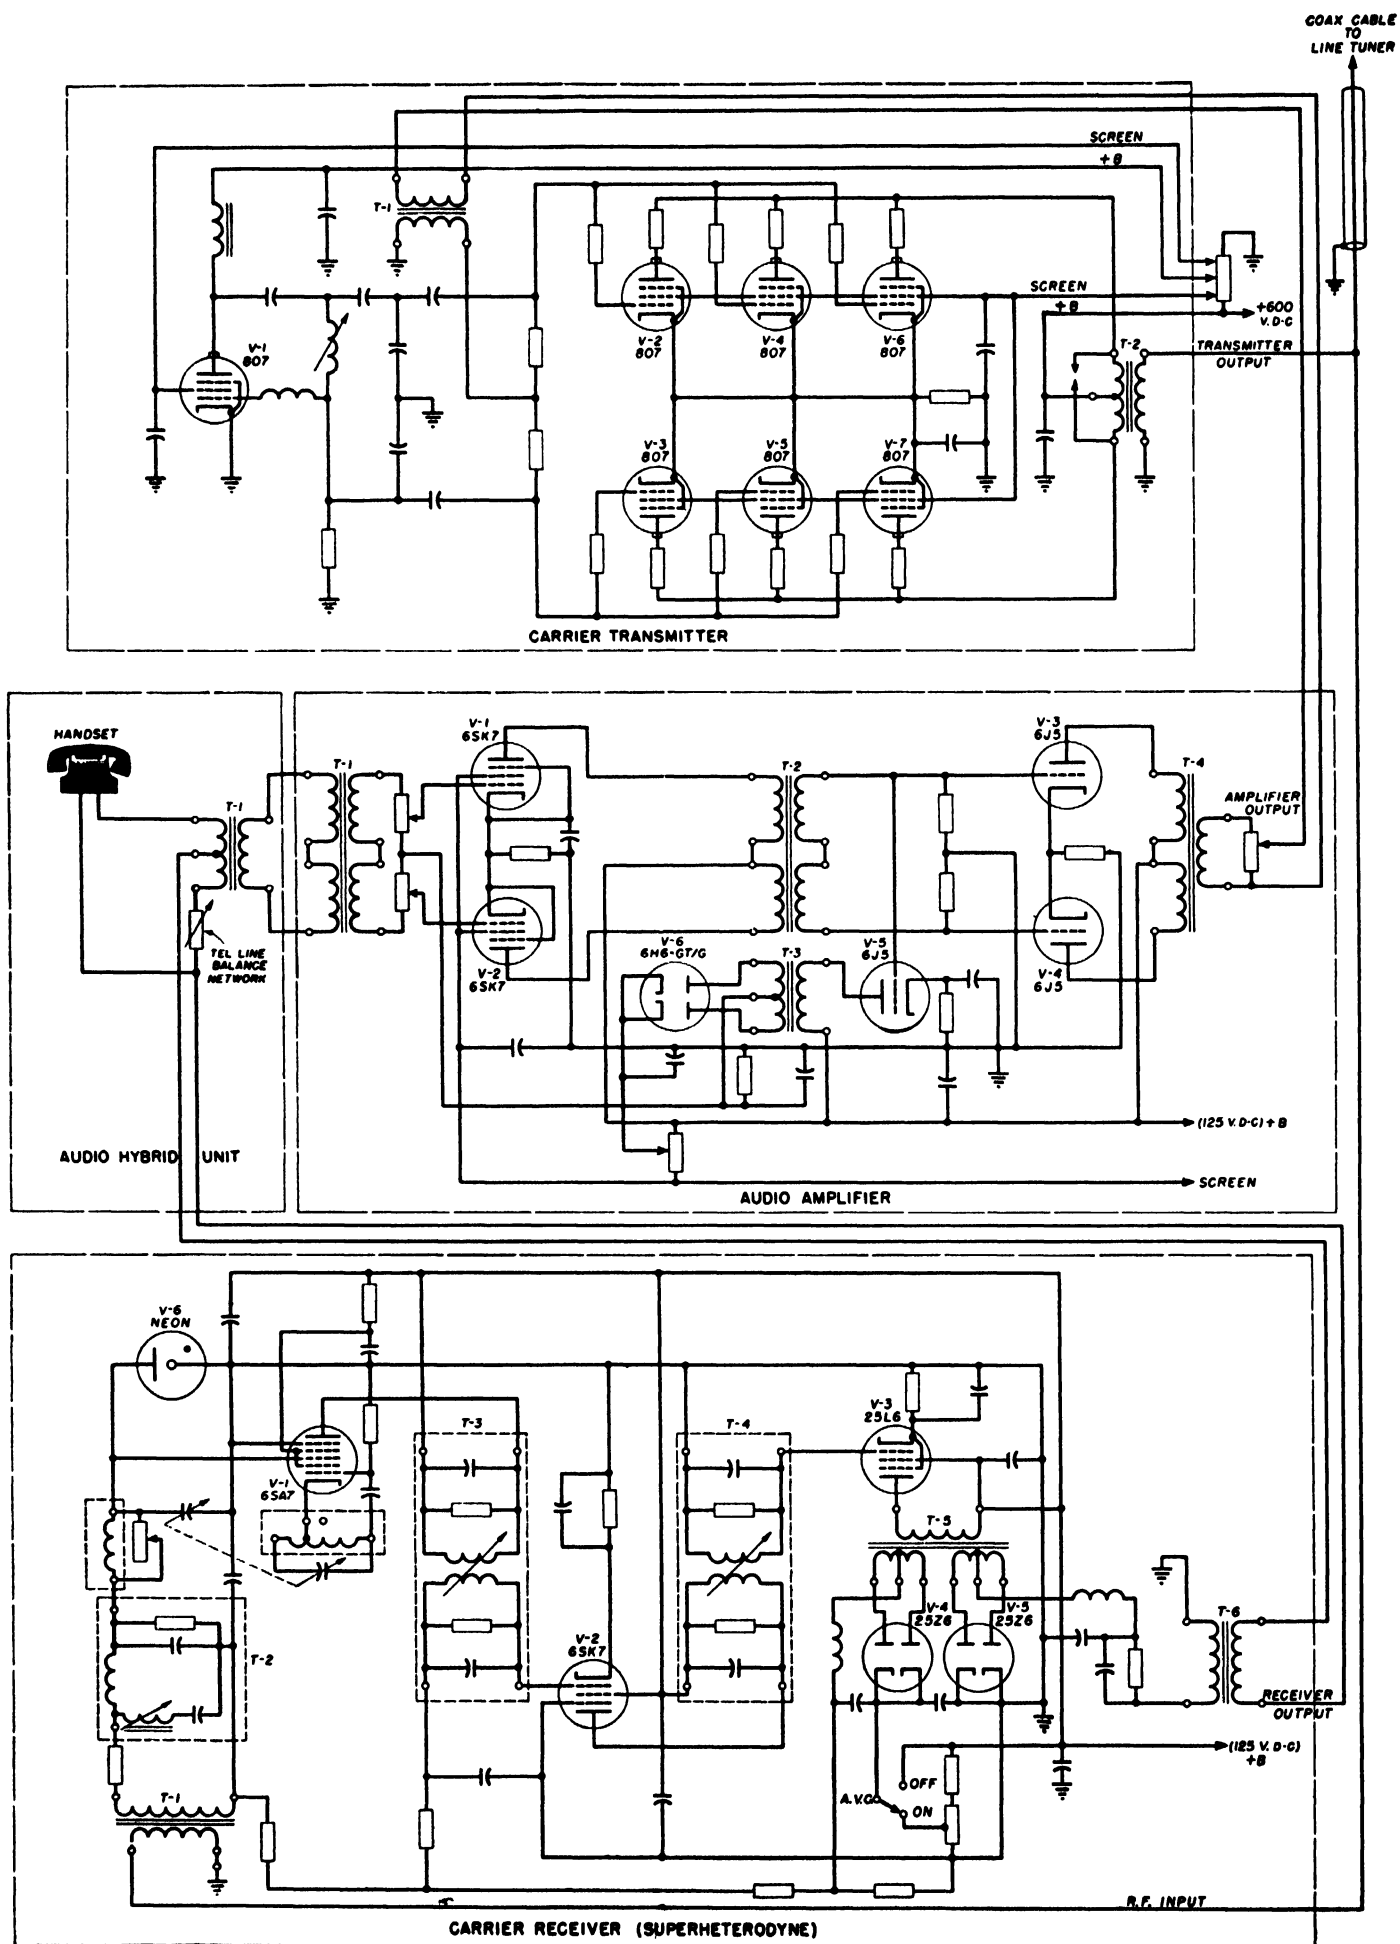 COAX CABLE
TO
LINE TUNER
SCREEN
+B
T-1
V-1
807
V-2
807
V-4
807
V-6
807
SCREEN
+B
+600
V.D-C
T-2
TRANSMITTER
OUTPUT
V-3
807
V-5
807
V-7
807
CARRIER TRANSMITTER
HANDSET
T-1
TEL LINE
BALANCE
NETWORK
AUDIO HYBRID UNIT
T-1
V-1
6SK7
V-2
6SK7
T-2
V-6
6H6-GT/G
T-3
V-5
6J5
V-3
6J5
V-4
6J5
T-4
AMPLIFIER
OUTPUT
(125 V. D-C) + B
SCREEN
AUDIO AMPLIFIER
V-6
NEON
V-1
6SA7
T-3
T-4
V-3
25L6
T-5
V-4
25Z6
V-5
25Z6
T-2
V-2
6SK7
T-6
RECEIVER
OUTPUT
(125 V. D-C)
+B
A.V.C
OFF
ON
T-1
R.F. INPUT
CARRIER RECEIVER (SUPERHETERODYNE)